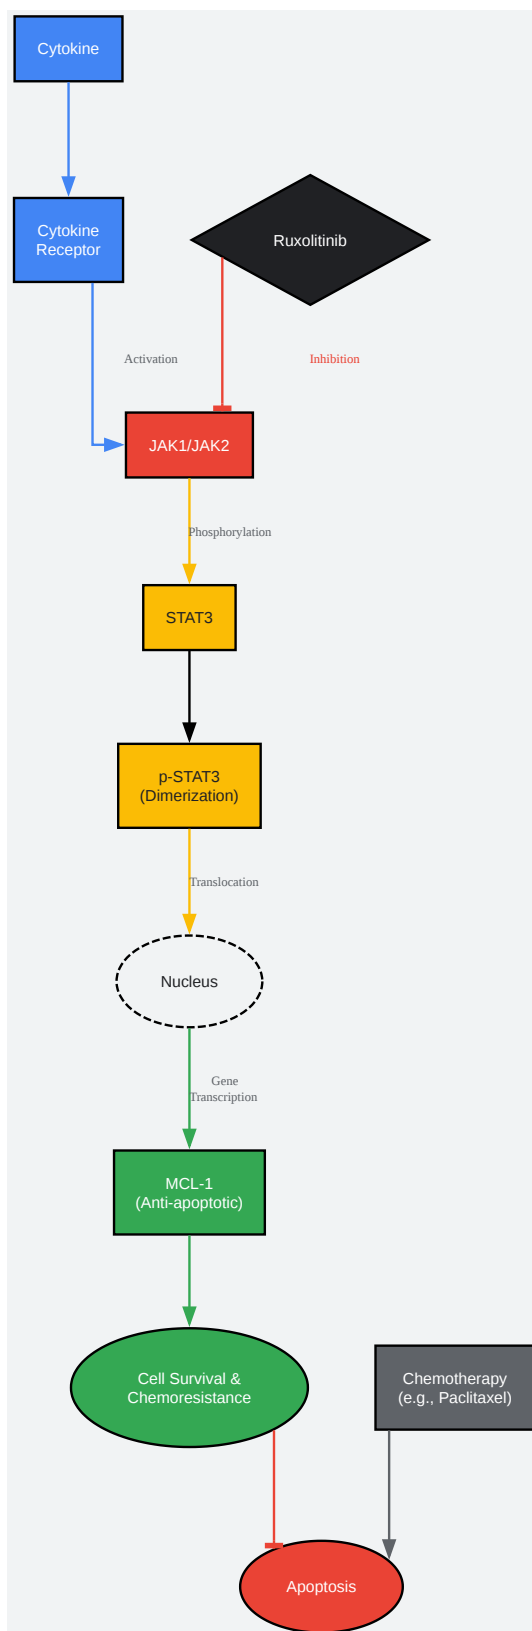 Cytokine
Cytokine
Receptor
Ruxolitinib
Activation
Inhibition
JAK1/JAK2
Phosphorylation
STAT3
p-STAT3
(Dimerization)
Translocation
Nucleus
Gene
Transcription
MCL-1
(Anti-apoptotic)
Cell Survival &
Chemoresistance
Chemotherapy
(e.g., Paclitaxel)
Apoptosis